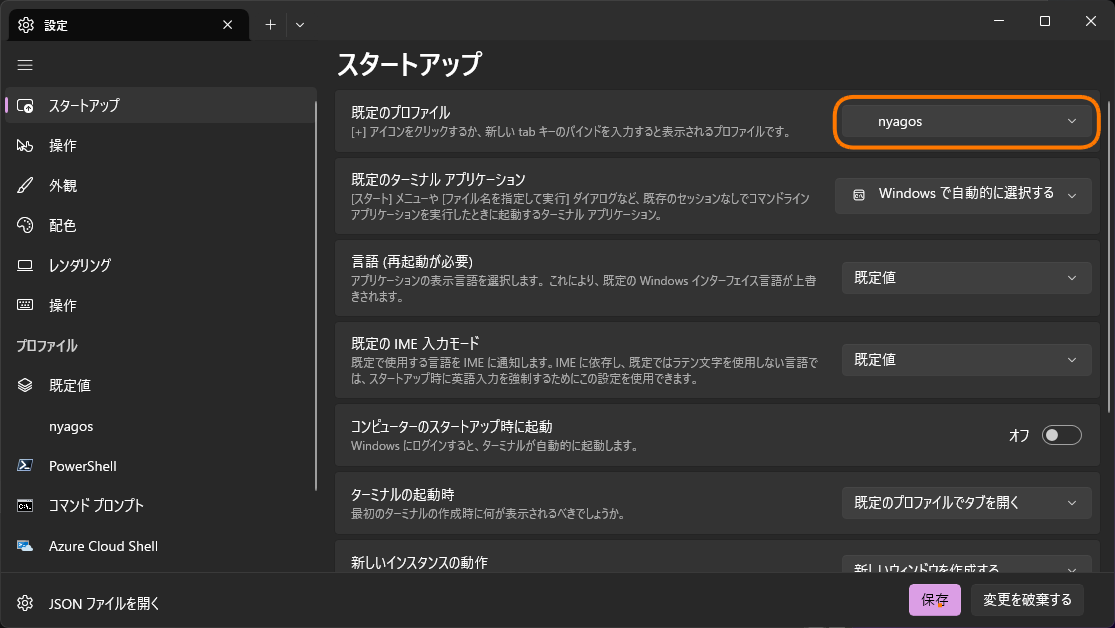 設定
スタートアップ
操作
外観
配色
レンダリング
操作
プロファイル
既定値
nyagos
PowerShell
コマンド プロンプト
Azure Cloud Shell
JSON ファイルを開く
スタートアップ
既定のプロファイル
[+] アイコンをクリックするか、新しい tab キーのバインドを入力すると表示されるプロファイルです。
nyagos
既定のターミナル アプリケーション
[スタート] メニューや [ファイル名を指定して実行] ダイアログなど、既存のセッションなしでコマンドライン
アプリケーションを実行したときに起動するターミナル アプリケーション。
Windows で自動的に選択する
言語 (再起動が必要)
アプリケーションの表示言語を選択します。これにより、既定の Windows インターフェイス言語が上書
きされます。
既定値
既定の IME 入力モード
既定で使用する言語を IME に通知します。IME に依存し、既定ではラテン文字を使用しない言語で
は、スタートアップ時に英語入力を強制するためにこの設定を使用できます。
既定値
コンピューターのスタートアップ時に起動
Windows にログインすると、ターミナルが自動的に起動します。
オフ
ターミナルの起動時
最初のターミナルの作成時に何が表示されるべきでしょうか。
既定のプロファイルでタブを開く
新しいインスタンスの動作
新しいウィンドウを作成する
保存
変更を破棄する